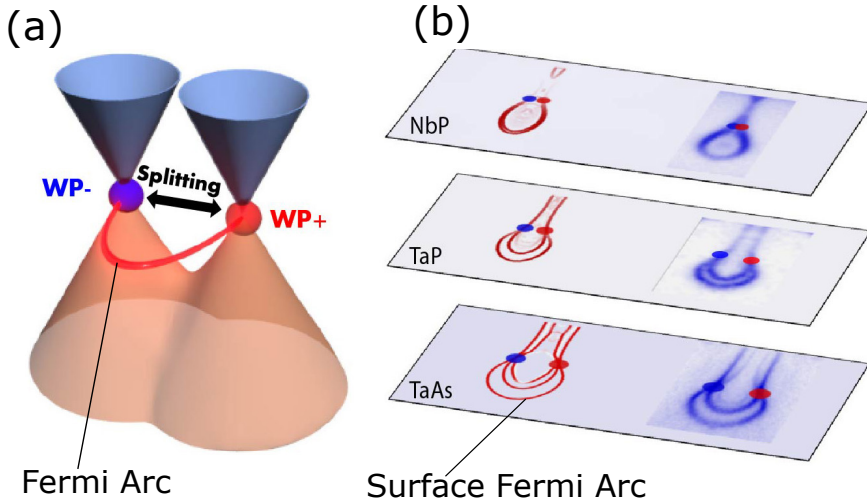 (a)
WP-
Splitting
WP+
Fermi Arc
(b)
NbP
TaP
TaAs
Surface Fermi Arc